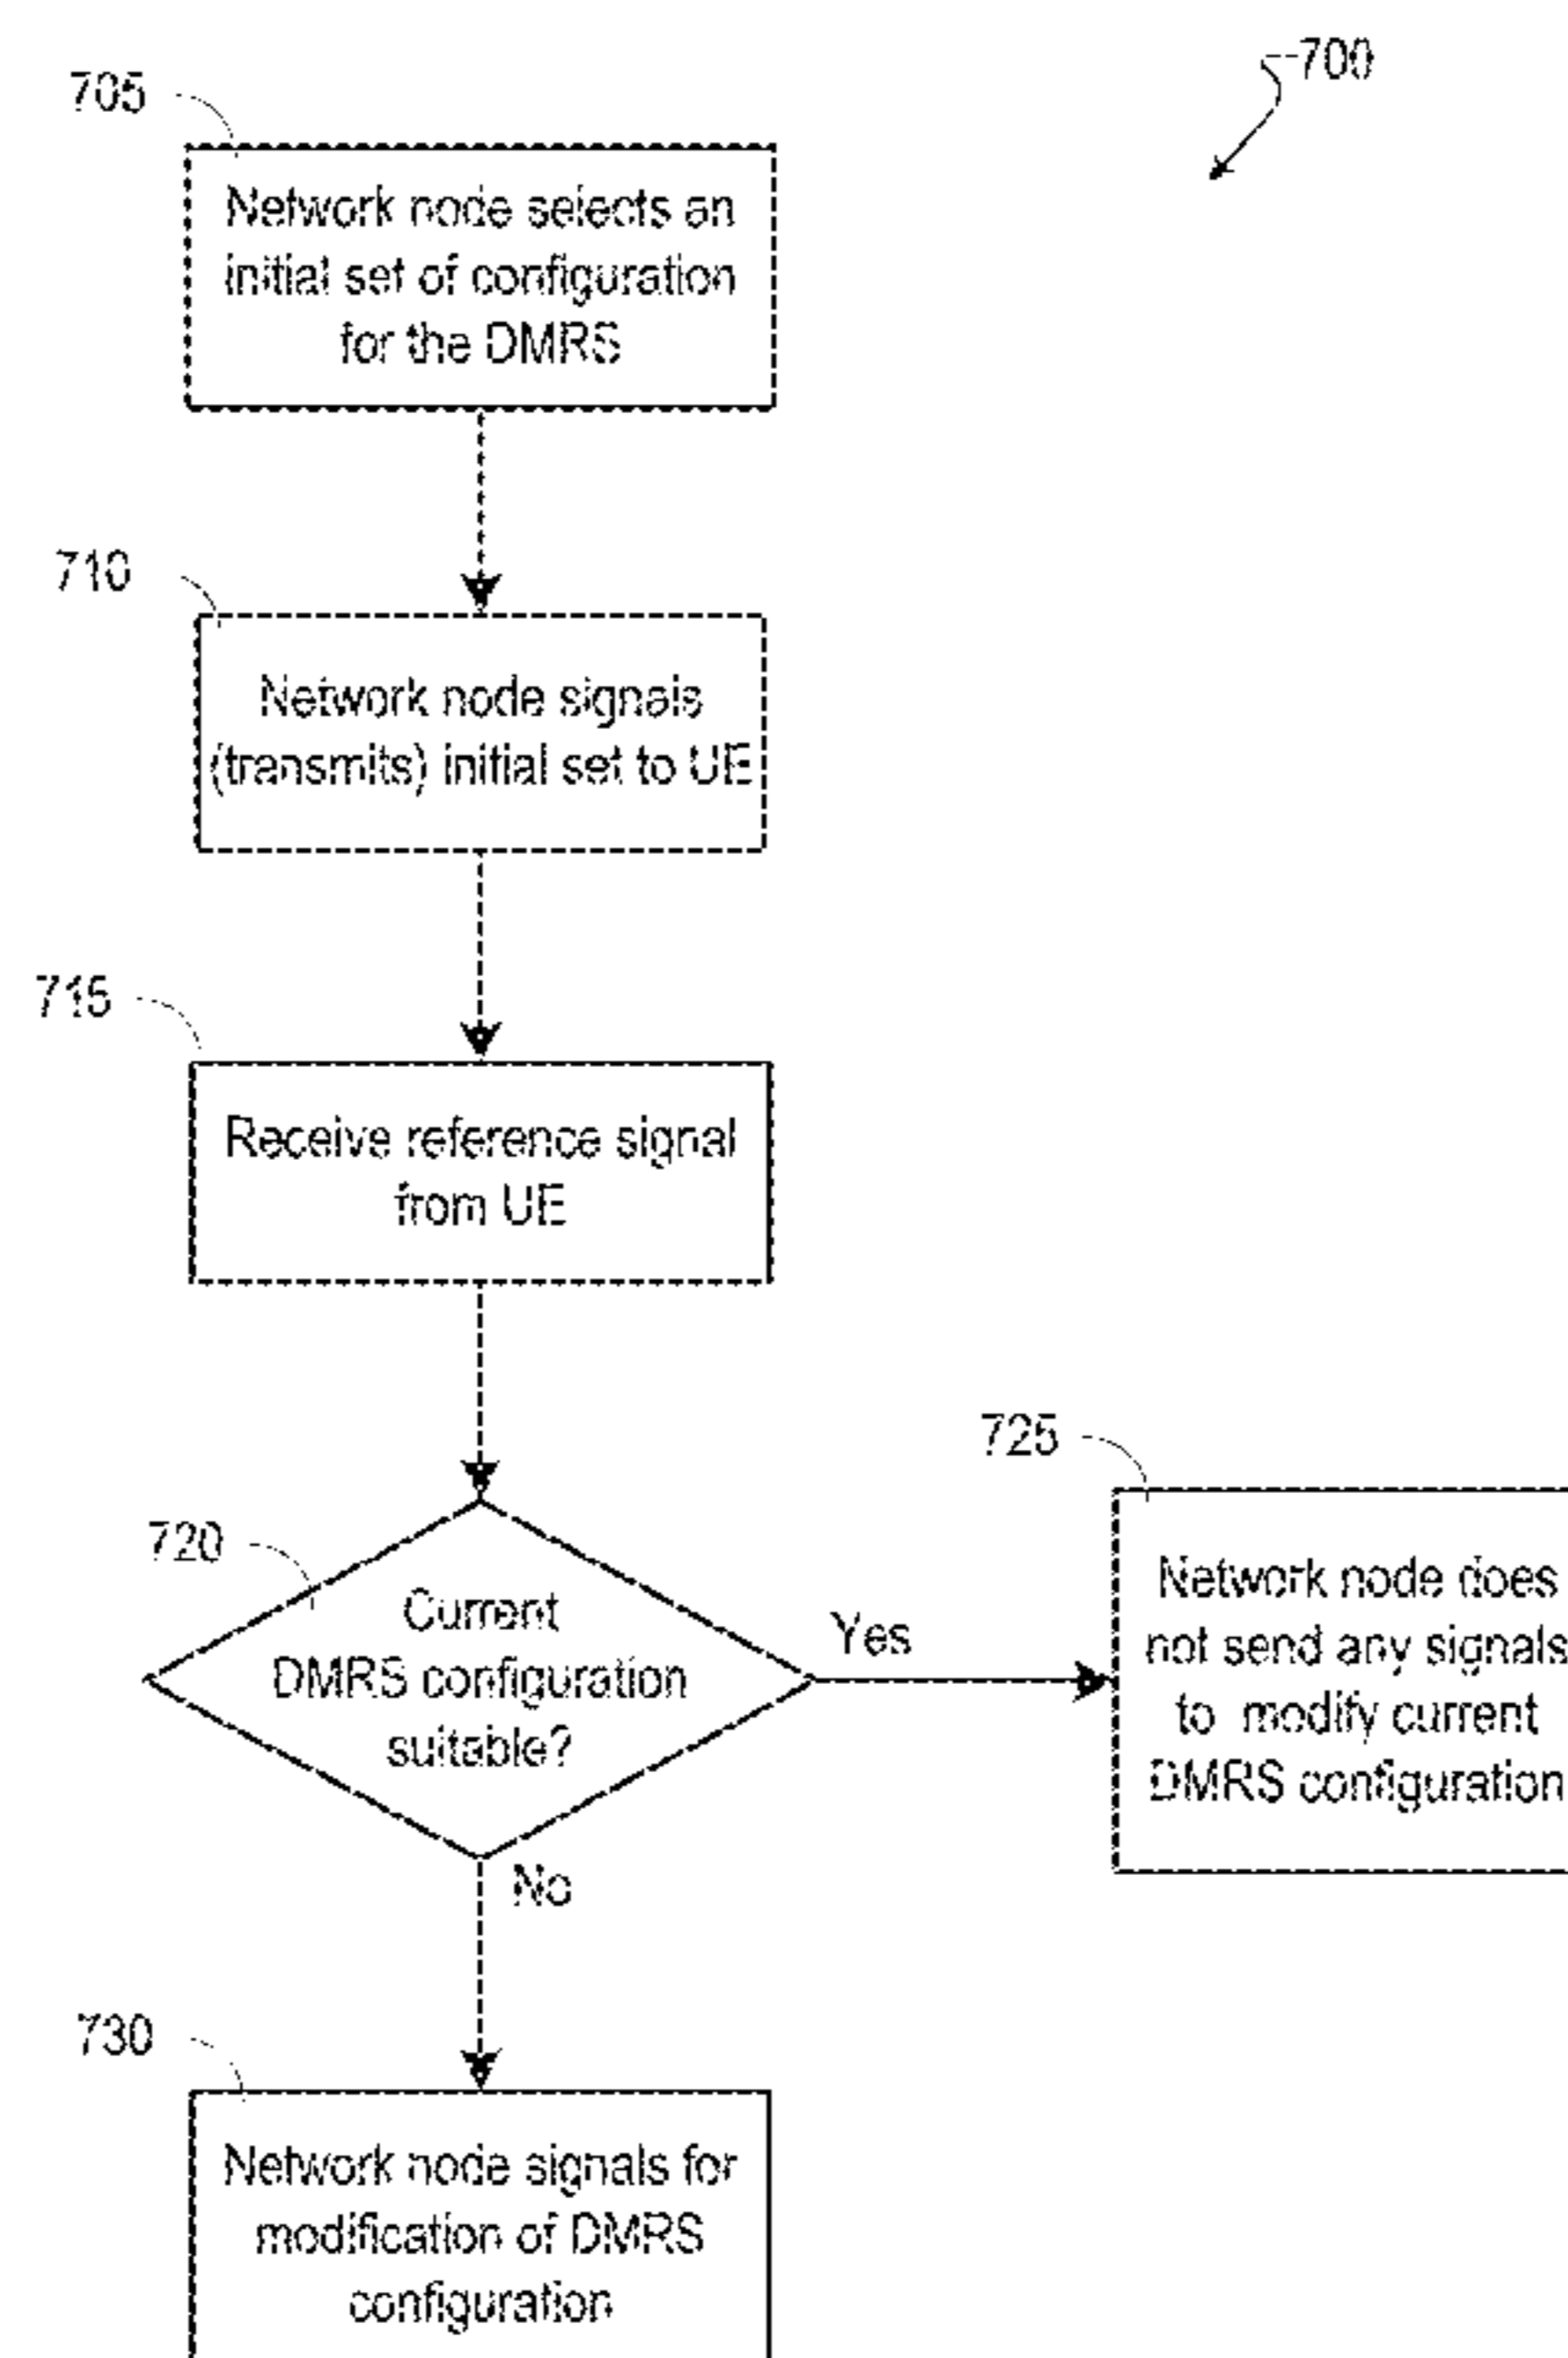 700
705
Network node selects an
initial set of configuration
for the DMRS
710
Network node signals
(transmits) initial set to UE
715
Receive reference signal
from UE
720
Current
DMRS configuration
suitable?
Yes
725
Network node does
not send any signals
to modify current
DMRS configuration
No
730
Network node signals for
modification of DMRS
configuration